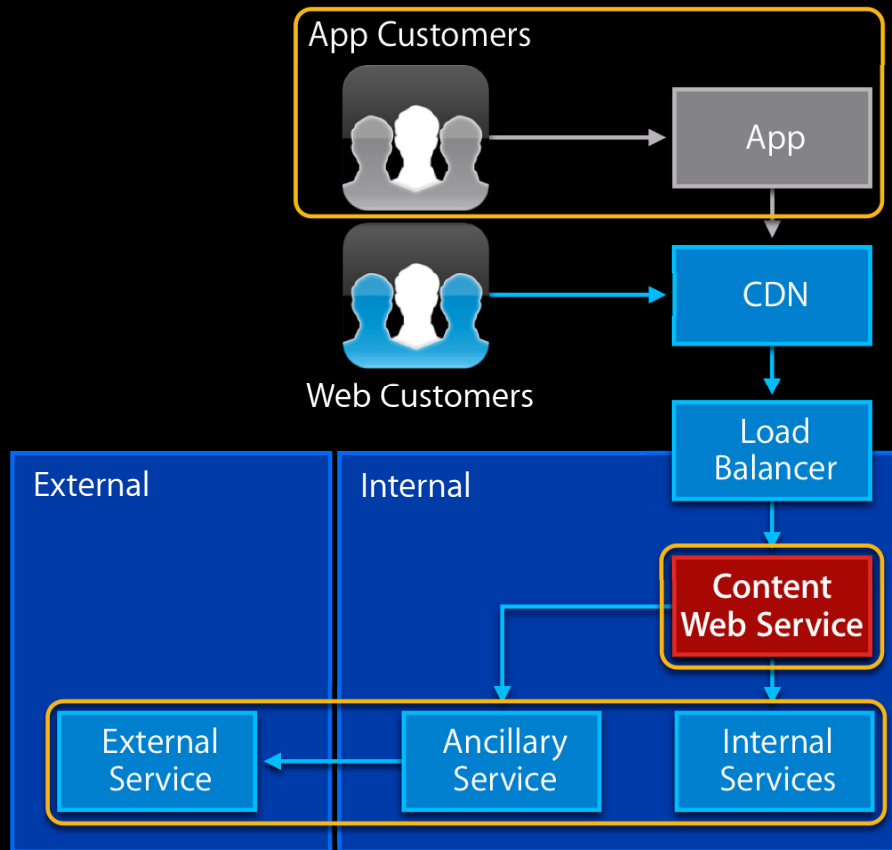 App Customers
App
CDN
Web Customers
Load
Balancer
External
Internal
Content
Web Service
External
Service
Ancillary
Service
Internal
Services